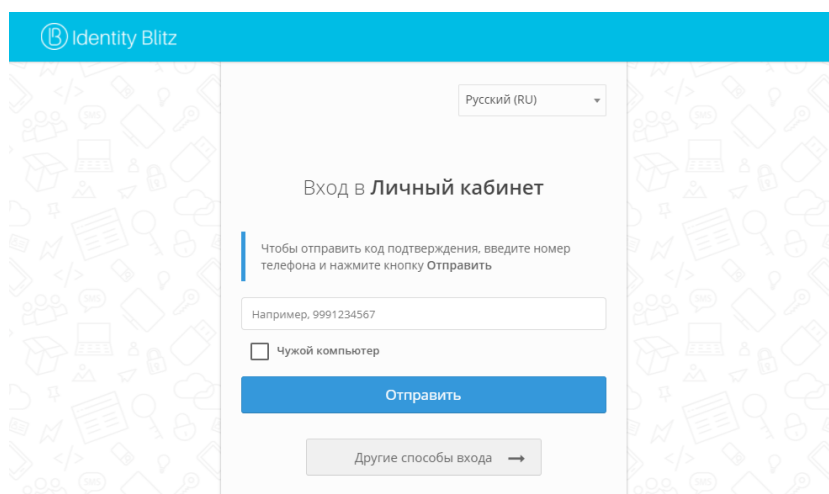 Identity Blitz
Русский (RU)
Вход в Личный кабинет
Чтобы отправить код подтверждения, введите номер
телефона и нажмите кнопку Отправить
Например, 9991234567
Чужой компьютер
Отправить
Другие способы входа